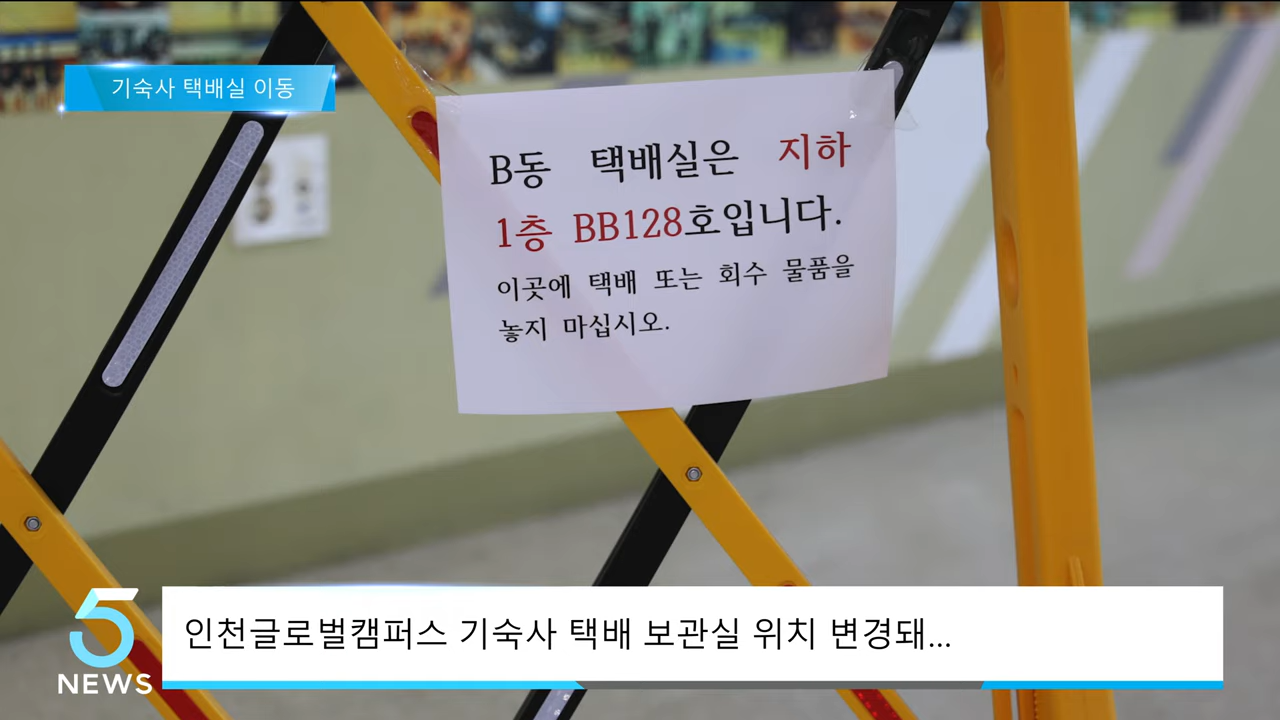 기숙사 택배실 이동
B동 택배실은 지하
1층 BB128호입니다.
이곳에 택배 또는 회수 물품을
놓지 마십시오.
5
NEWS
인천글로벌캠퍼스 기숙사 택배 보관실 위치 변경돼...